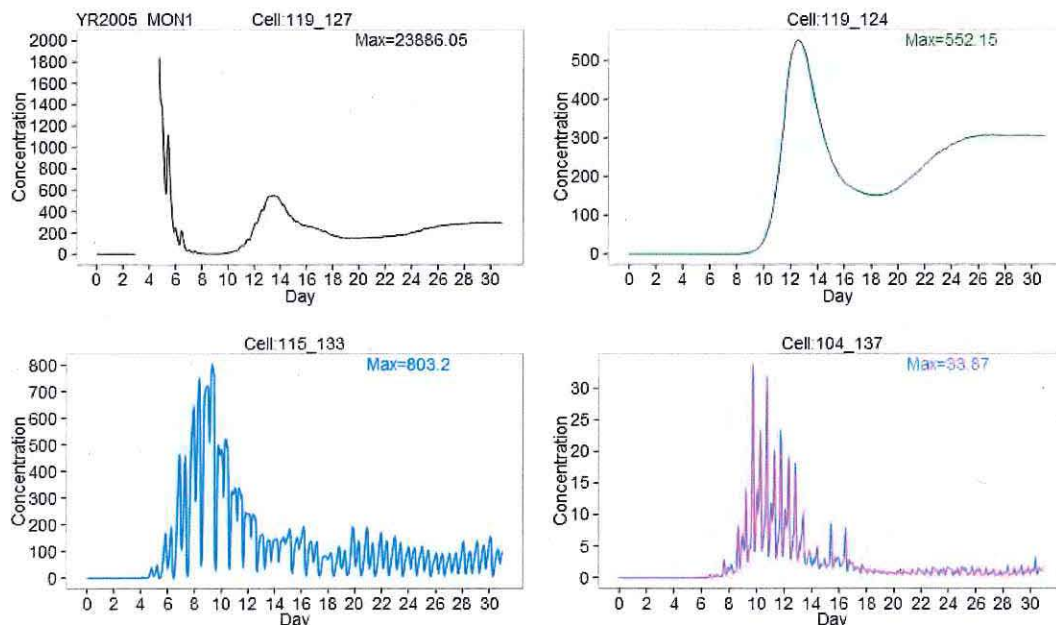 YR2005 MON1 Cell:119_127
Max=23886.05
2000
1800
1600
1400
1200
1000
800
600
400
200
0
Concentration
0 2 4 6 8 10 12 14 16 18 20 22 24 26 28 30
Day
Cell:119_124
Max=552.15
500
400
300
200
100
0
Concentration
0 2 4 6 8 10 12 14 16 18 20 22 24 26 28 30
Day
Cell:115_133
Max=803.2
800
700
600
500
400
300
200
100
0
Concentration
0 2 4 6 8 10 12 14 16 18 20 22 24 26 28 30
Day
Cell:104_137
Max=33.87
30
25
20
15
10
5
0
Concentration
0 2 4 6 8 10 12 14 16 18 20 22 24 26 28 30
Day